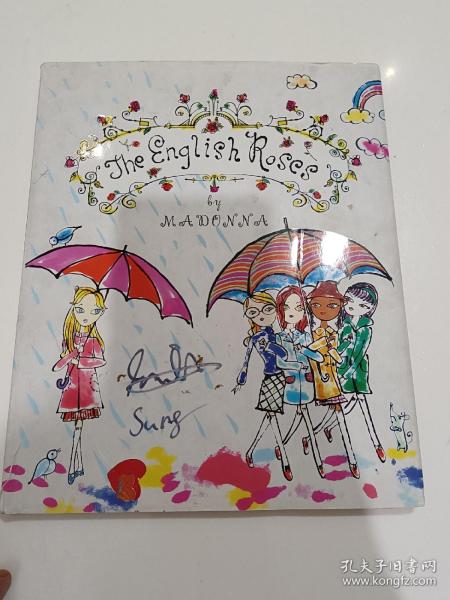 The English Roses
by
MADONNA
Sung
孔夫子旧书网
www.kongfz.com